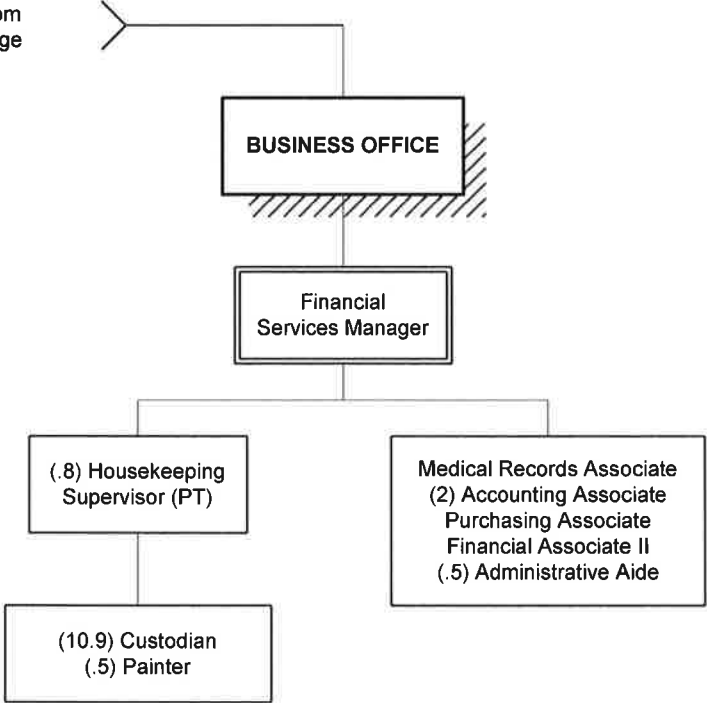 om
ge
BUSINESS OFFICE
Financial
Services Manager
(.8) Housekeeping
Supervisor (PT)
Medical Records Associate
(2) Accounting Associate
Purchasing Associate
Financial Associate II
(.5) Administrative Aide
(10.9) Custodian
(.5) Painter